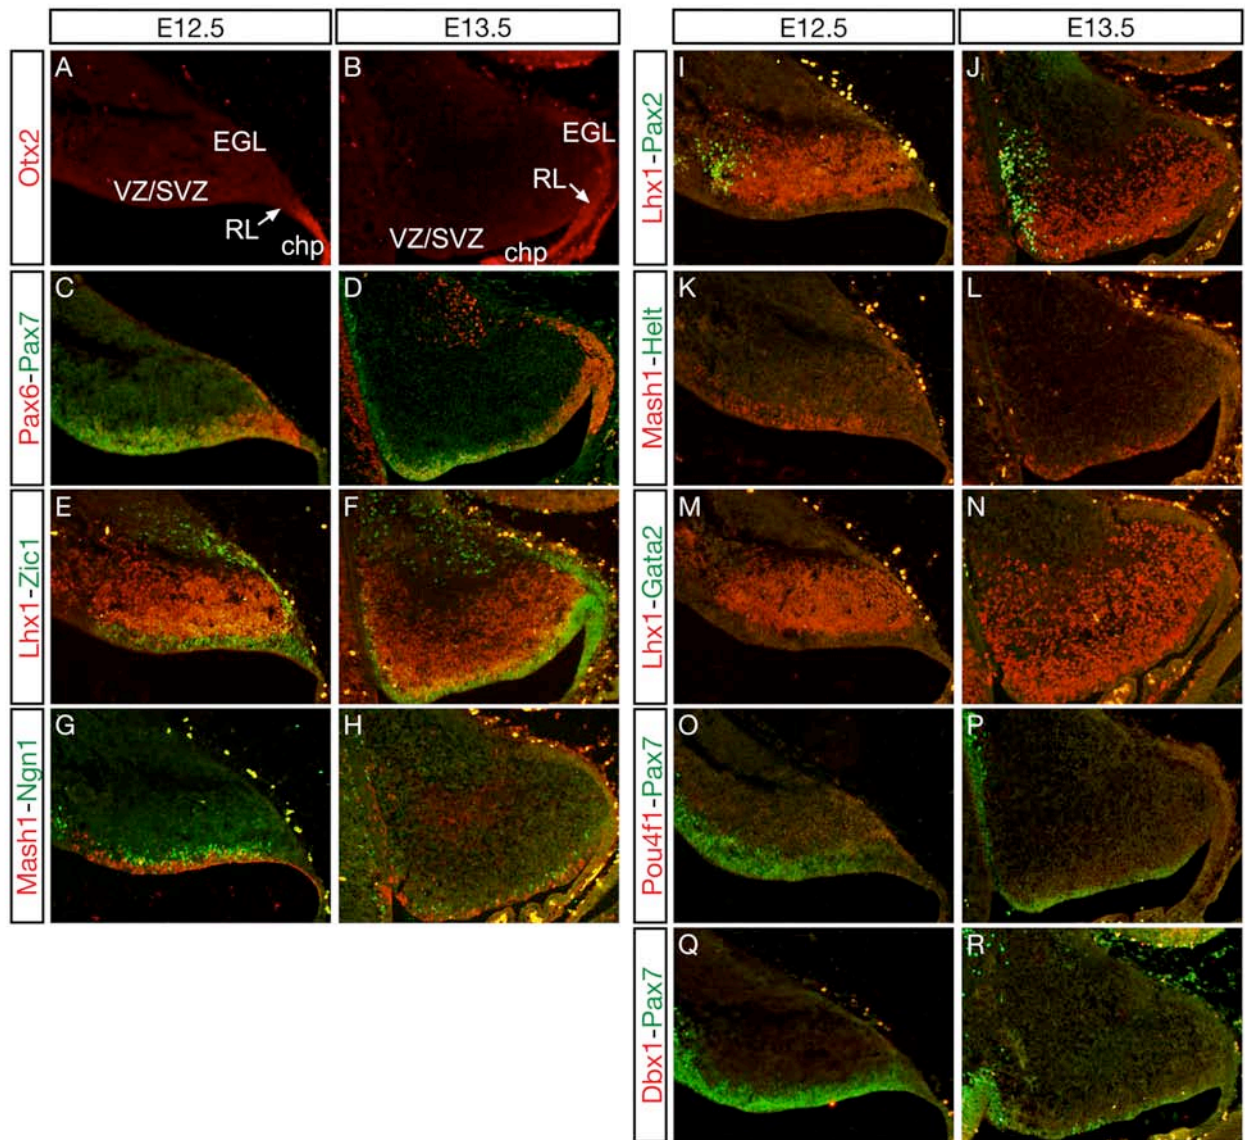 E12.5 E13.5
Otx2
A
EGL
VZ/SVZ
RL
chp
B
EGL
RL
VZ/SVZ
chp
Pax6-Pax7
C
D
Lhx1-Zic1
E
F
Mash1-Ngn1
G
H
E12.5 E13.5
Lhx1-Pax2
I
J
Mash1-Helt
K
L
Lhx1-Gata2
M
N
Pou4f1-Pax7
O
P
Dbx1-Pax7
Q
R